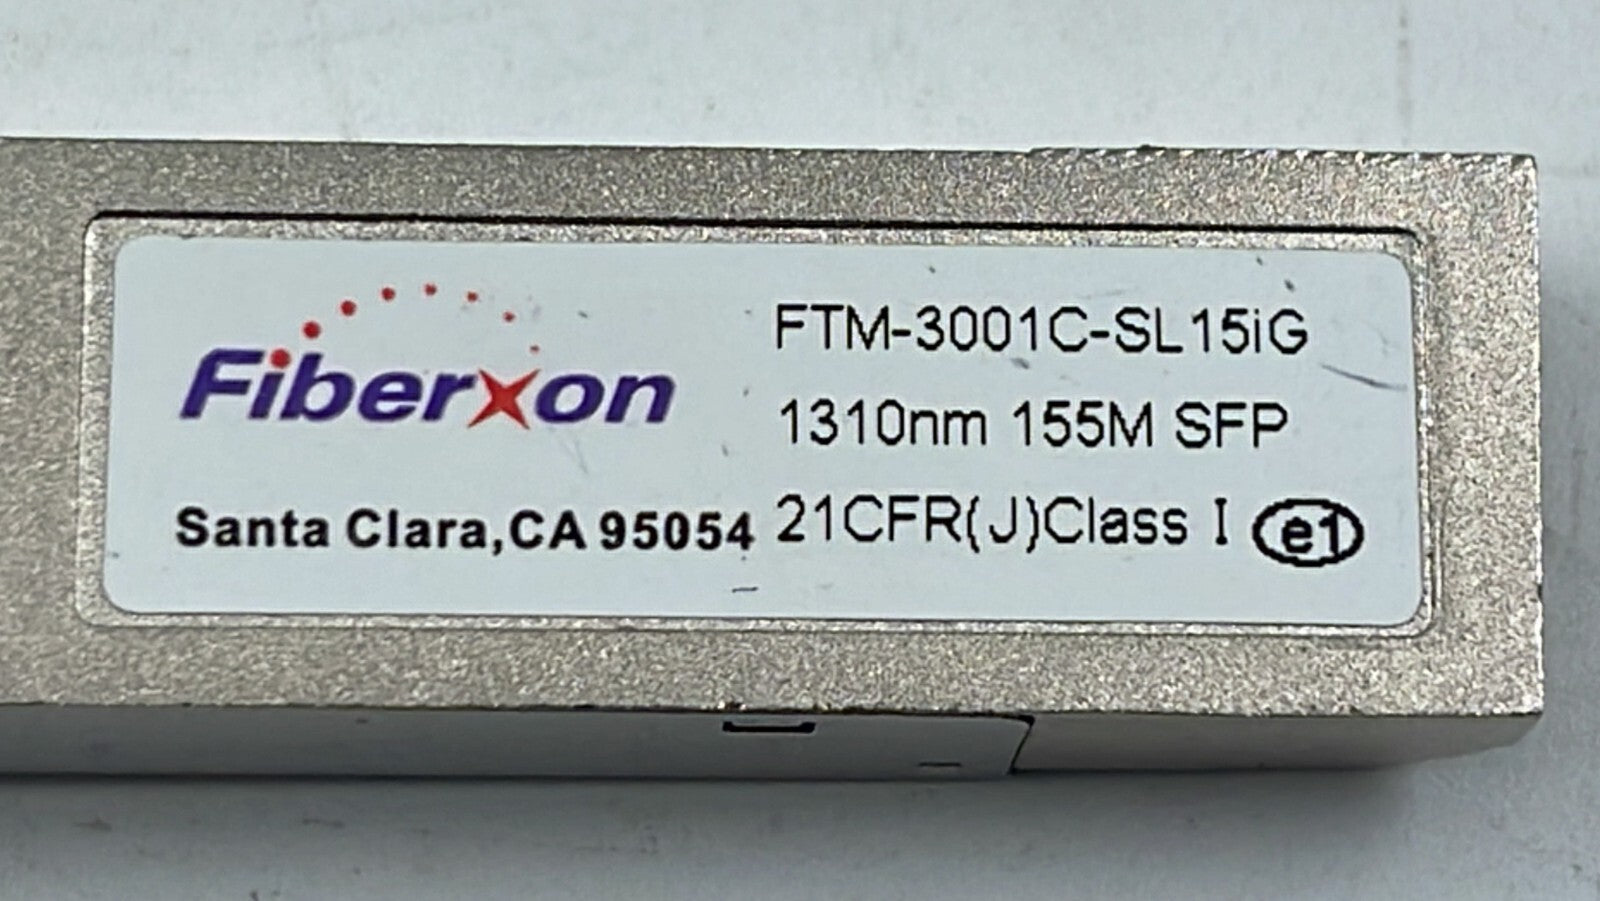 Fiberxon
Santa Clara,CA 95054
FTM-3001C-SL15iG
1310nm 155M SFP
21CFR(J)Class I e1